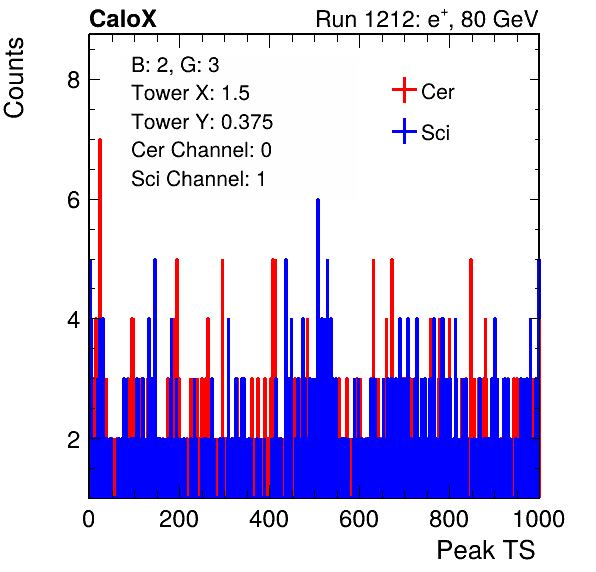 CaloX Run 1212: e⁺, 80 GeV
B: 2, G: 3
Tower X: 1.5
Tower Y: 0.375
Cer Channel: 0
Sci Channel: 1
Cer
Sci
Counts
8
6
4
2
0 200 400 600 800 1000
Peak TS